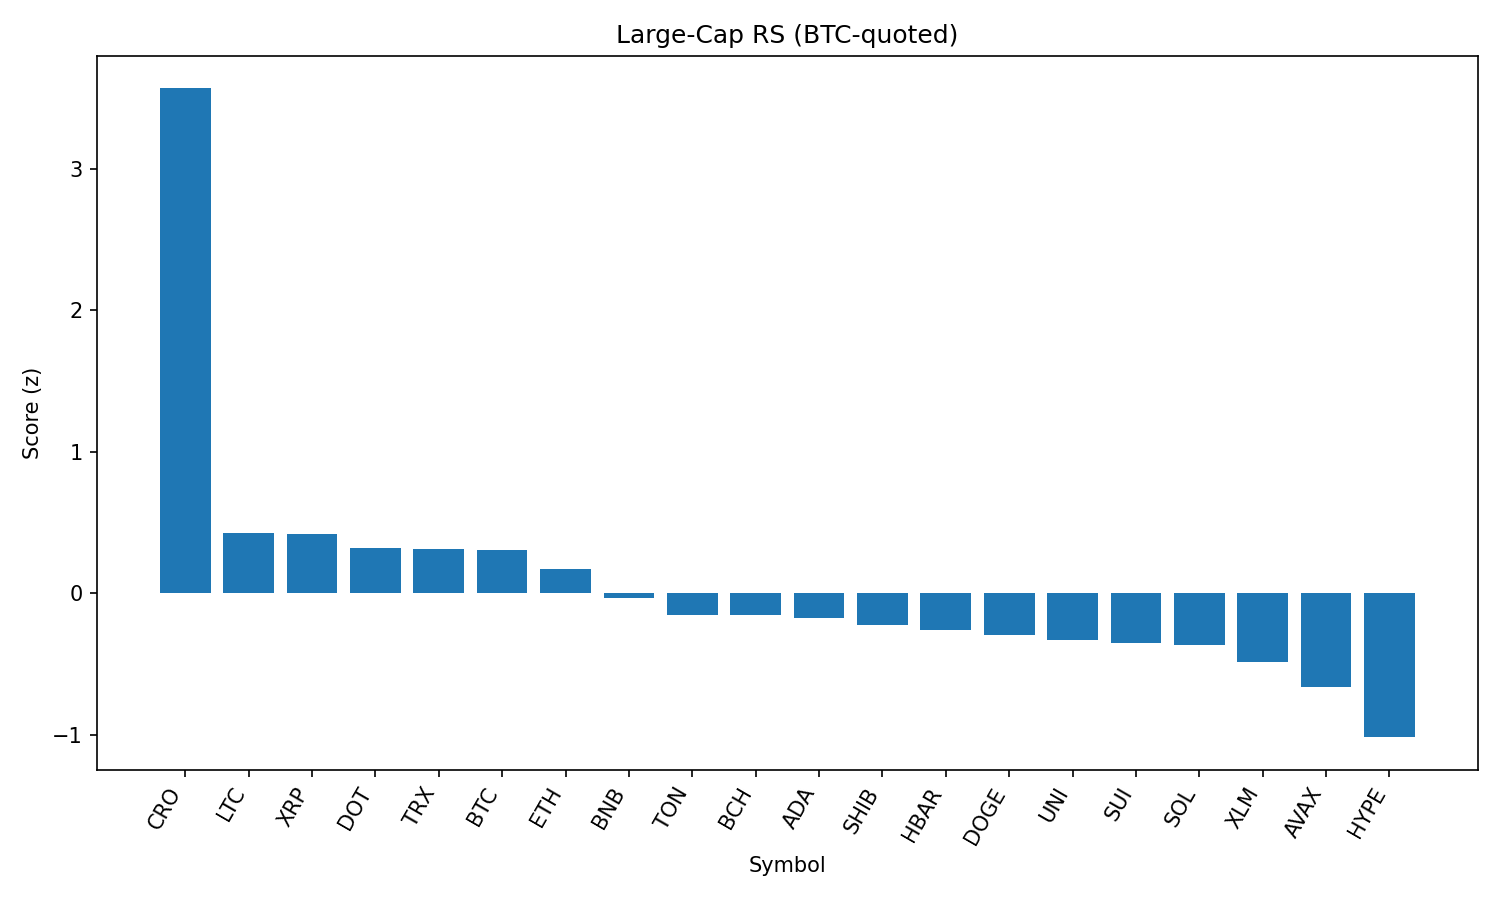 Large-Cap RS (BTC-quoted)
Score (z)
3
2
1
0
−1
CRO
LTC
XRP
DOT
TRX
BTC
ETH
BNB
TON
BCH
ADA
SHIB
HBAR
DOGE
UNI
SUI
SOL
XLM
AVAX
HYPE
Symbol